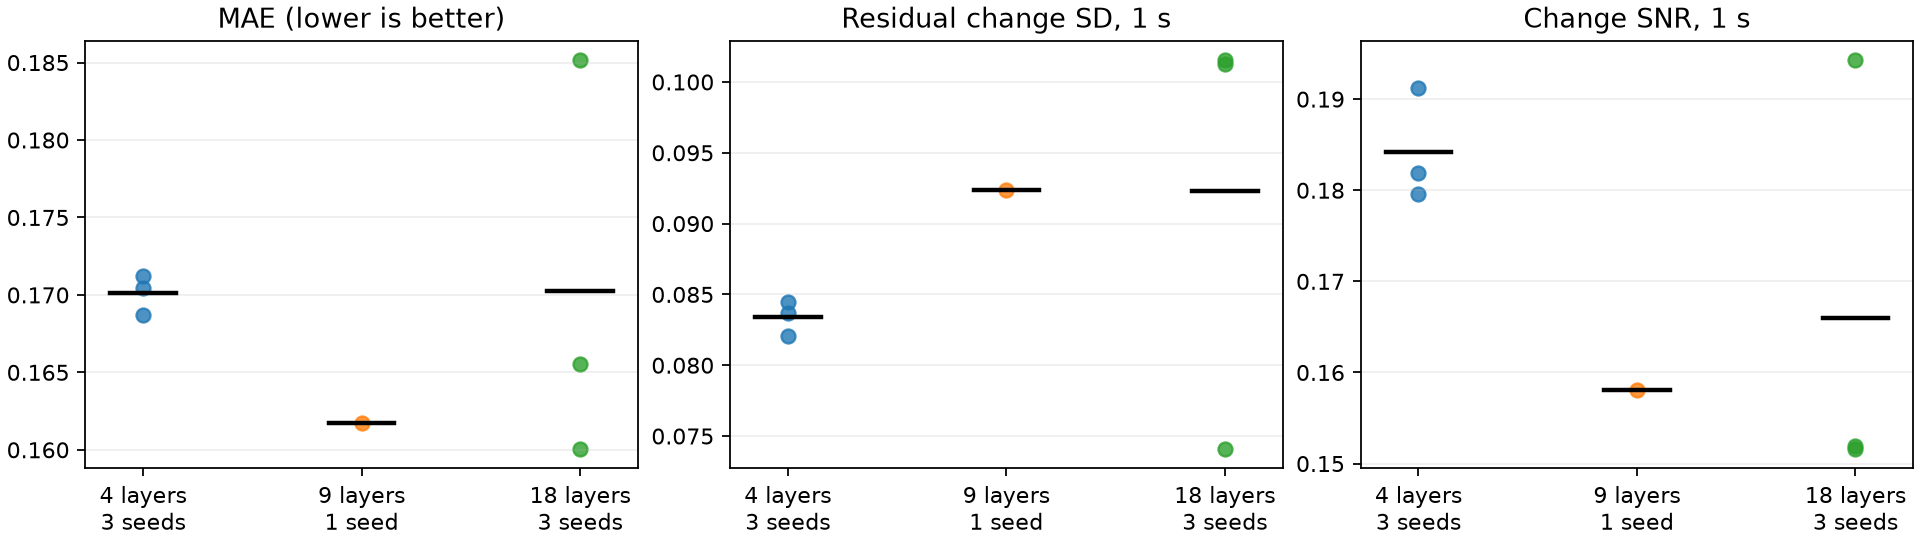 MAE (lower is better)
0.185
0.180
0.175
0.170
0.165
0.160
4 layers
3 seeds
9 layers
1 seed
18 layers
3 seeds
Residual change SD, 1 s
0.100
0.095
0.090
0.085
0.080
0.075
4 layers
3 seeds
9 layers
1 seed
18 layers
3 seeds
Change SNR, 1 s
0.19
0.18
0.17
0.16
0.15
4 layers
3 seeds
9 layers
1 seed
18 layers
3 seeds